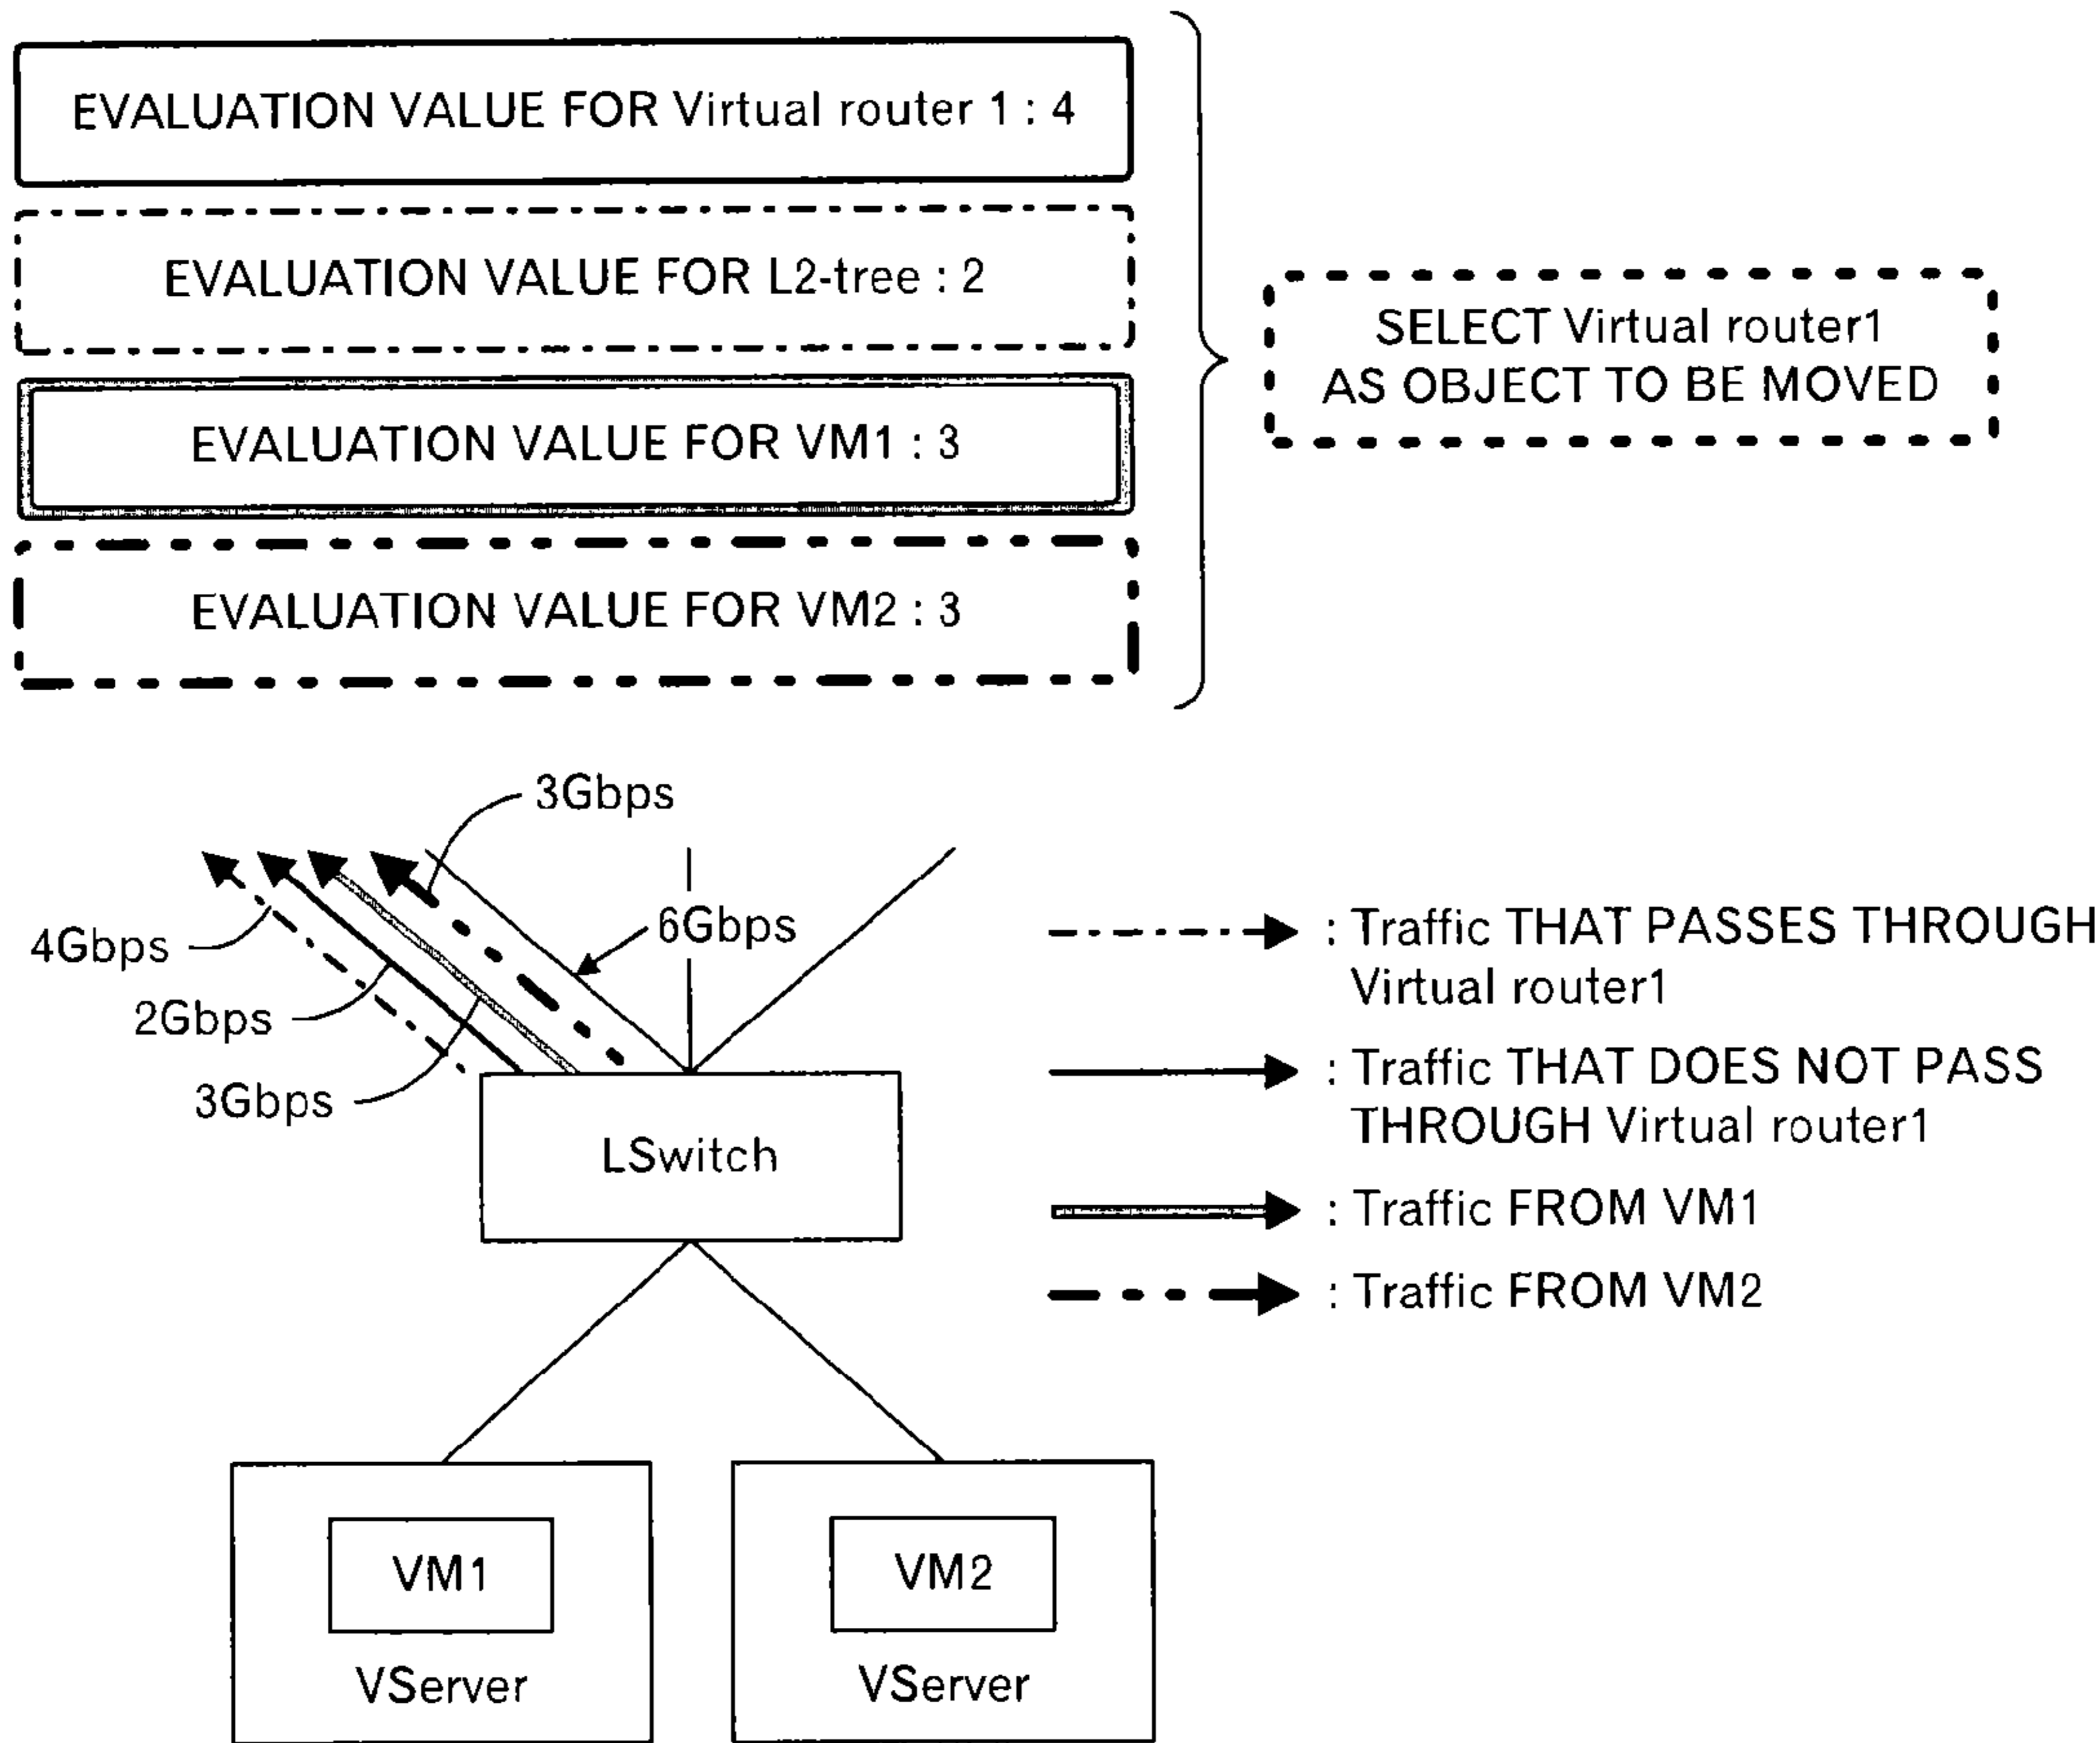 EVALUATION VALUE FOR Virtual router 1 : 4
EVALUATION VALUE FOR L2-tree : 2
EVALUATION VALUE FOR VM1 : 3
EVALUATION VALUE FOR VM2 : 3
SELECT Virtual router1
AS OBJECT TO BE MOVED
3Gbps
6Gbps
4Gbps
2Gbps
3Gbps
: Traffic THAT PASSES THROUGH
Virtual router1
: Traffic THAT DOES NOT PASS
THROUGH Virtual router1
: Traffic FROM VM1
: Traffic FROM VM2
LSwitch
VM1
VServer
VM2
VServer